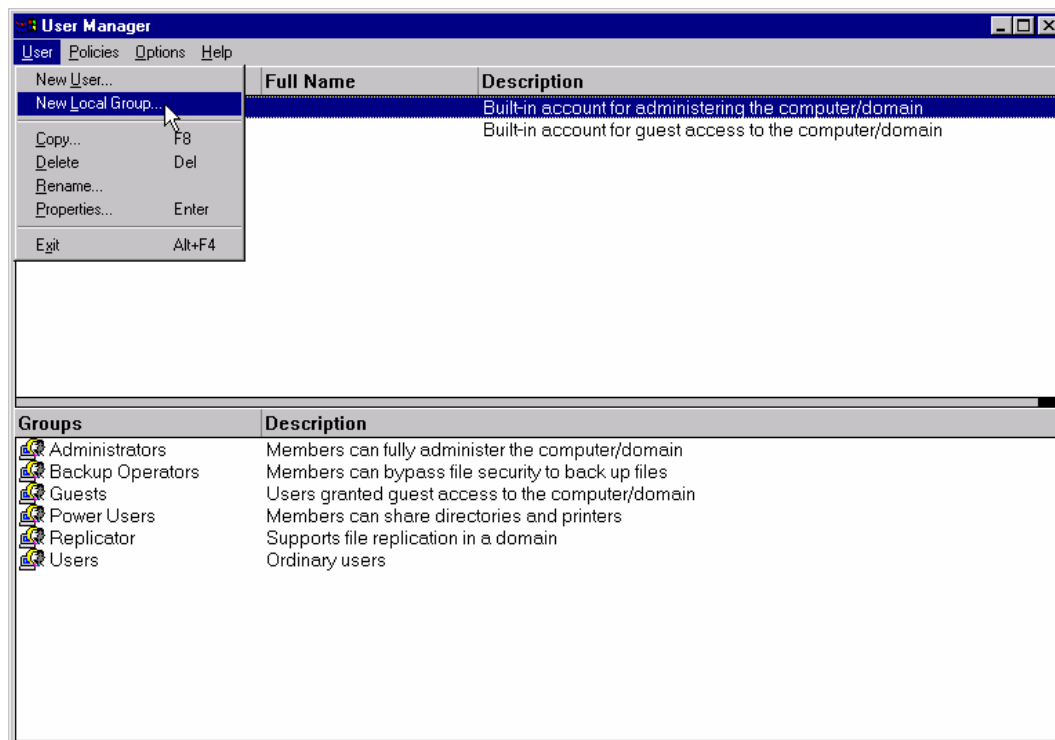 User Manager
User Policies Options Help
New User...
New Local Group...
Copy... F8
Delete Del
Rename...
Properties... Enter
Exit Alt+F4
Full Name Description
Built-in account for administering the computer/domain
Built-in account for guest access to the computer/domain
Groups Description
Administrators Members can fully administer the computer/domain
Backup Operators Members can bypass file security to back up files
Guests Users granted guest access to the computer/domain
Power Users Members can share directories and printers
Replicator Supports file replication in a domain
Users Ordinary users